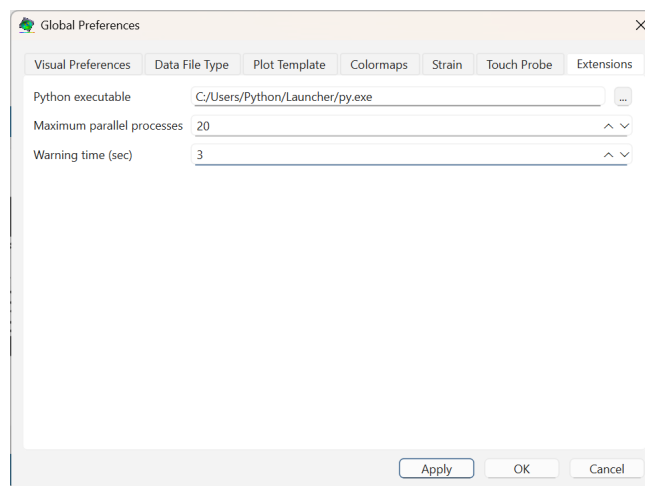 Global Preferences
Visual Preferences Data File Type Plot Template Colormaps Strain Touch Probe Extensions
Python executable C:/Users/Python/Launcher/py.exe ...
Maximum parallel processes 20
Warning time (sec) 3
Apply OK Cancel